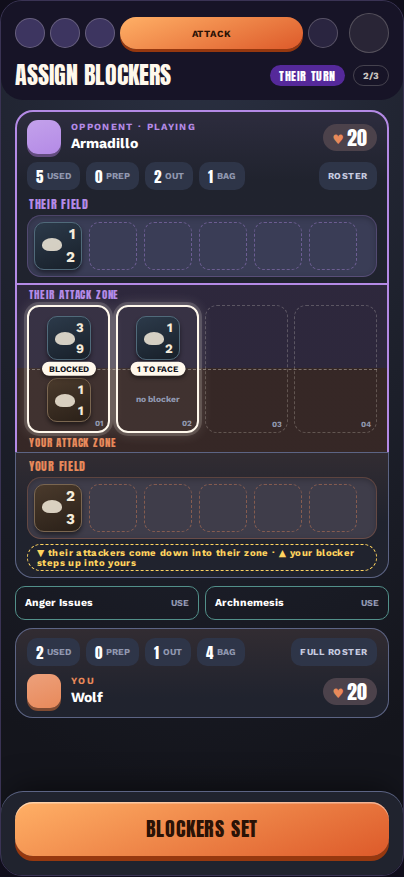 ATTACK
ASSIGN BLOCKERS
THEIR TURN
2/3
OPPONENT · PLAYING
Armadillo
♥ 20
5 USED
0 PREP
2 OUT
1 BAG
ROSTER
THEIR FIELD
1
2
THEIR ATTACK ZONE
3
9
BLOCKED
1
1
01
1
2
1 TO FACE
no blocker
02
03
04
YOUR ATTACK ZONE
YOUR FIELD
2
3
▼ their attackers come down into their zone · ▲ your blocker
steps up into yours
Anger Issues USE
Archnemesis USE
2 USED
0 PREP
1 OUT
4 BAG
FULL ROSTER
YOU
Wolf
♥ 20
BLOCKERS SET